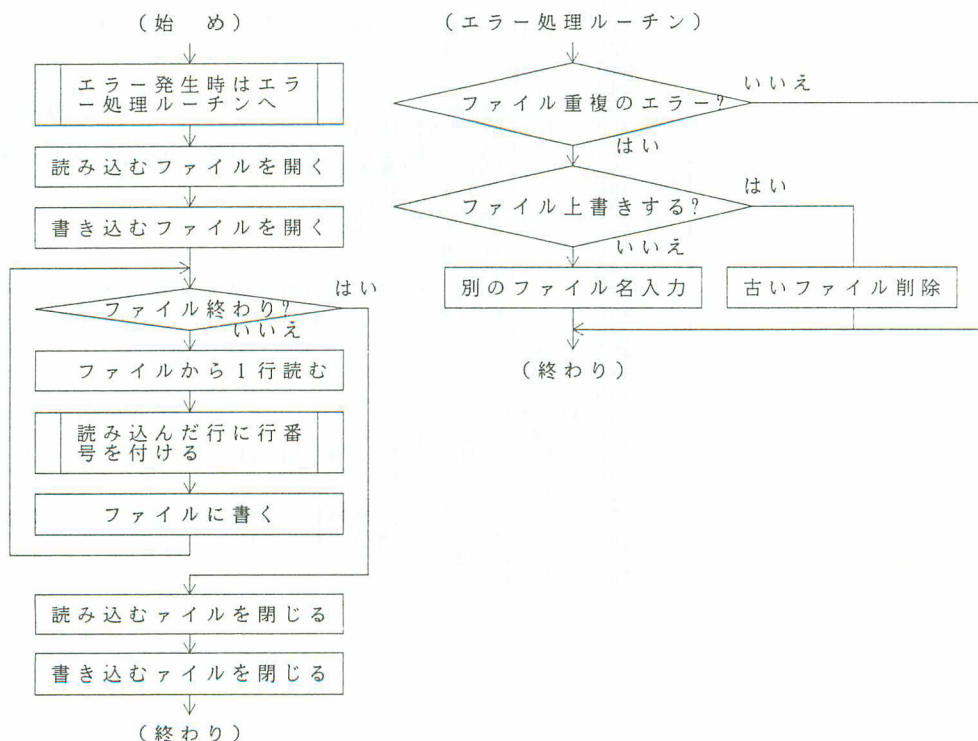 (始　め)
エラー発生時はエラ
ー処理ルーチンへ
読み込むファイルを開く
書き込むファイルを開く
ファイル終わり?
はい
いいえ
ファイルから1行読む
読み込んだ行に行番
号を付ける
ファイルに書く
読み込むァイルを閉じる
書き込むァイルを閉じる
(終わり)
(エラー処理ルーチン)
ファイル重複のエラー?
いいえ
はい
ファイル上書きする?
はい
いいえ
別のファイル名入力
古いファイル削除
(終わり)